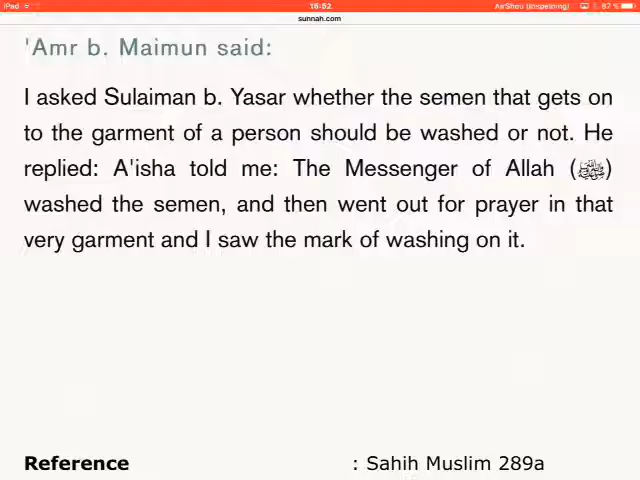 iPad
16:52
AirShou (Inspelning)
87 %
sunnah.com
'Amr b. Maimun said:
I asked Sulaiman b. Yasar whether the semen that gets on
to the garment of a person should be washed or not. He
replied: A'isha told me: The Messenger of Allah (ﷺ)
washed the semen, and then went out for prayer in that
very garment and I saw the mark of washing on it.
Reference : Sahih Muslim 289a